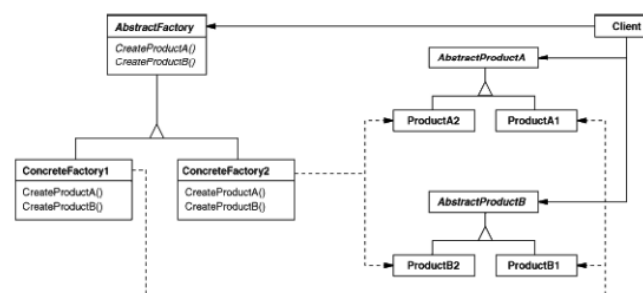 AbstractFactory
CreateProductA()
CreateProductB()
Client
AbstractProductA
ProductA2
ProductA1
ConcreteFactory1
CreateProductA()
CreateProductB()
ConcreteFactory2
CreateProductA()
CreateProductB()
AbstractProductB
ProductB2
ProductB1